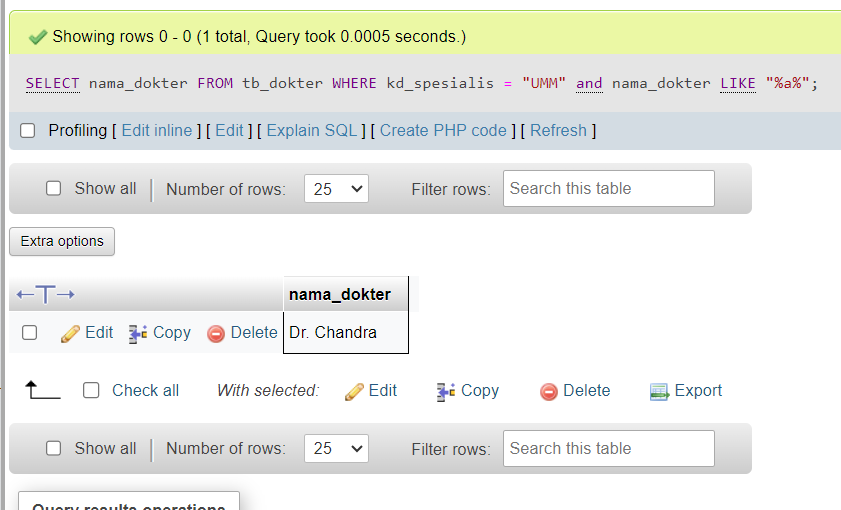 Showing rows 0 - 0 (1 total, Query took 0.0005 seconds.)
SELECT nama_dokter FROM tb_dokter WHERE kd_spesialis = "UMM" and nama_dokter LIKE "%a%";
Profiling [ Edit inline ] [ Edit ] [ Explain SQL ] [ Create PHP code ] [ Refresh ]
Show all | Number of rows: 25 Filter rows: Search this table
Extra options
←T→ nama_dokter
Edit Copy Delete Dr. Chandra
Check all With selected: Edit Copy Delete Export
Show all | Number of rows: 25 Filter rows: Search this table
Query results operations